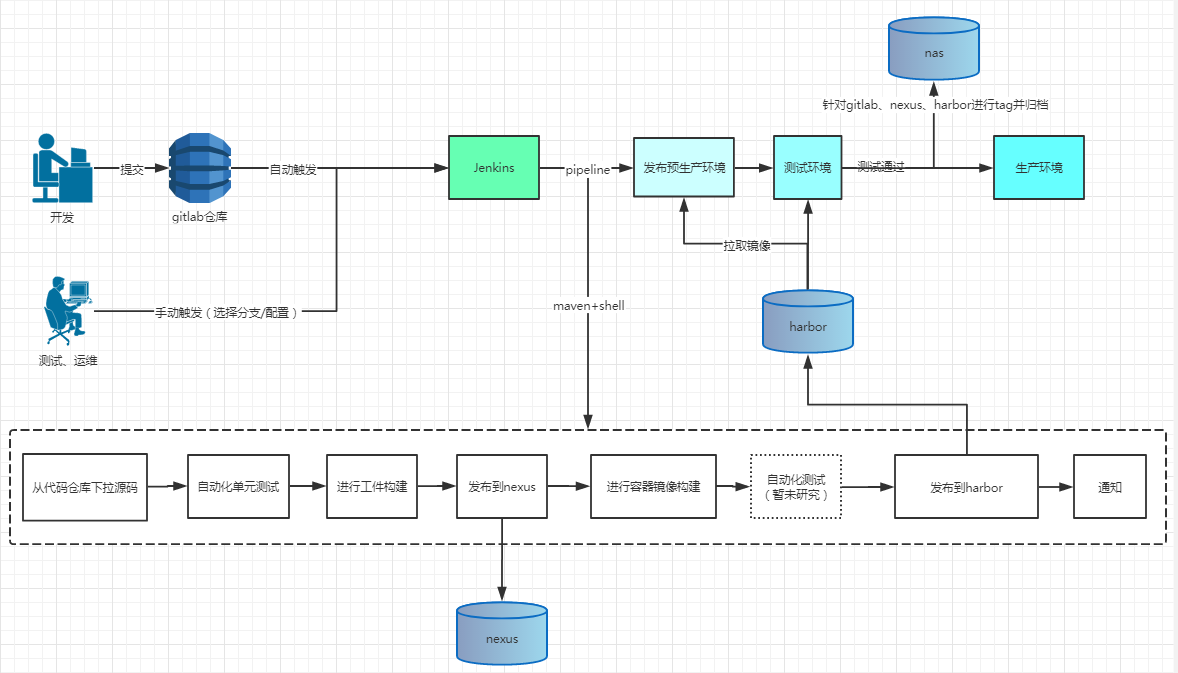 nas
针对gitlab、nexus、harbor进行tag并归档
提交
自动触发
Jenkins
pipeline
发布预生产环境
测试环境
测试通过
生产环境
开发
gitlab仓库
拉取镜像
手动触发（选择分支/配置）
maven+shell
harbor
测试、运维
从代码仓库下拉源码
自动化单元测试
进行工件构建
发布到nexus
进行容器镜像构建
自动化测试
（暂未研究）
发布到harbor
通知
nexus